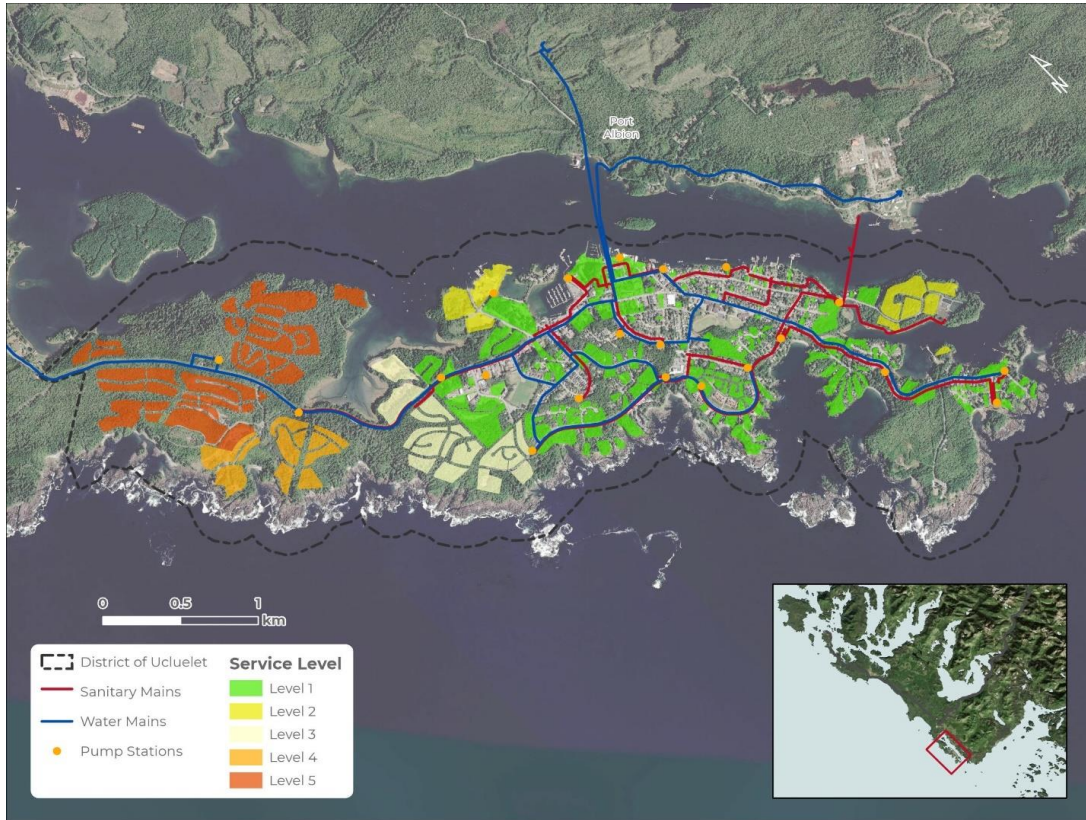 Port
Albion
N
0 0.5 1
km
District of Ucluelet
Sanitary Mains
Water Mains
Pump Stations
Service Level
Level 1
Level 2
Level 3
Level 4
Level 5